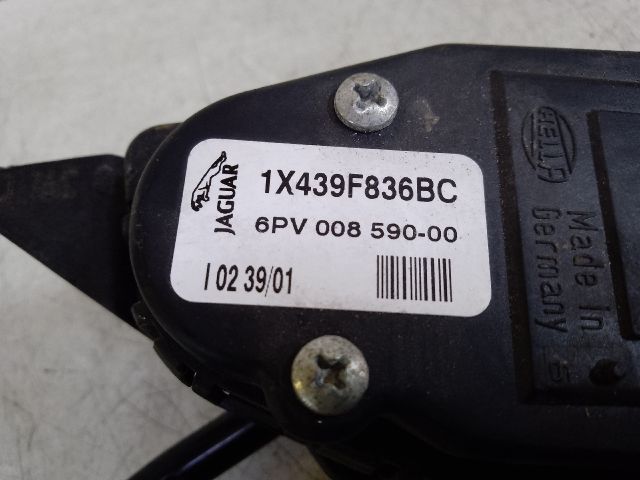 JAGUAR
1X439F836BC
6PV 008 590-00
I 02 39/01
HELLA
Made in
Germany